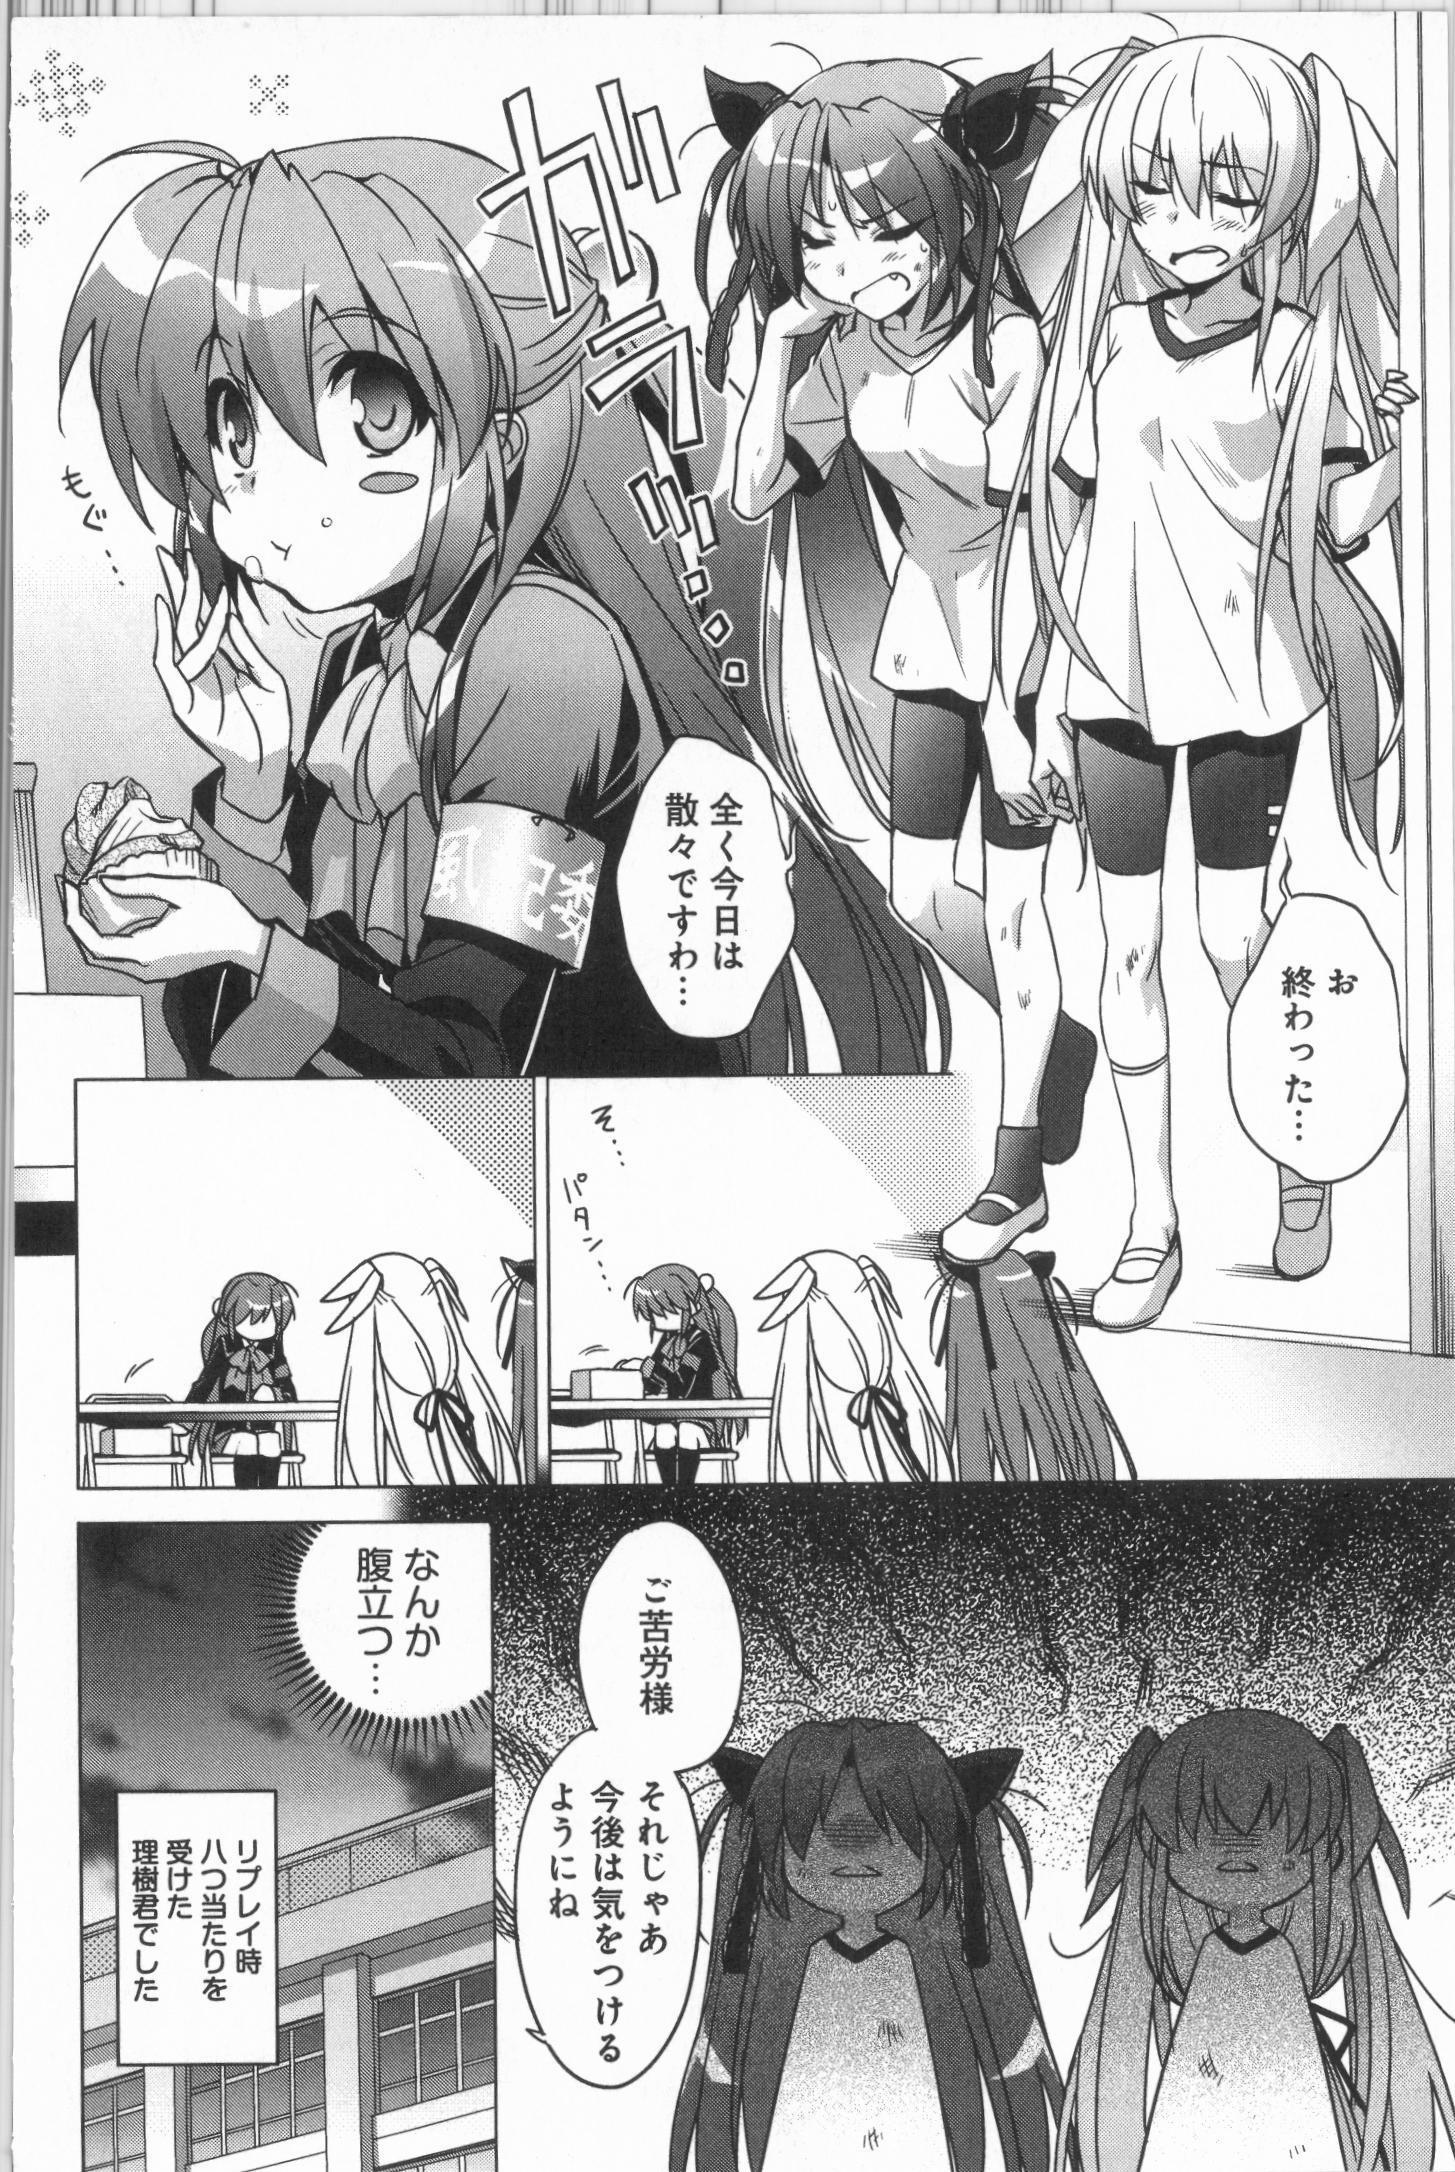 ガラッ…
お
終わった…
全く今日は
散々ですわ…
もぐ…
風紀委
そ…
パタン…
ご苦労様
それじゃあ
今後は気をつける
ようにね
なんか
腹立つ…
リプレイ時
八つ当たりを
受けた
理樹君でした